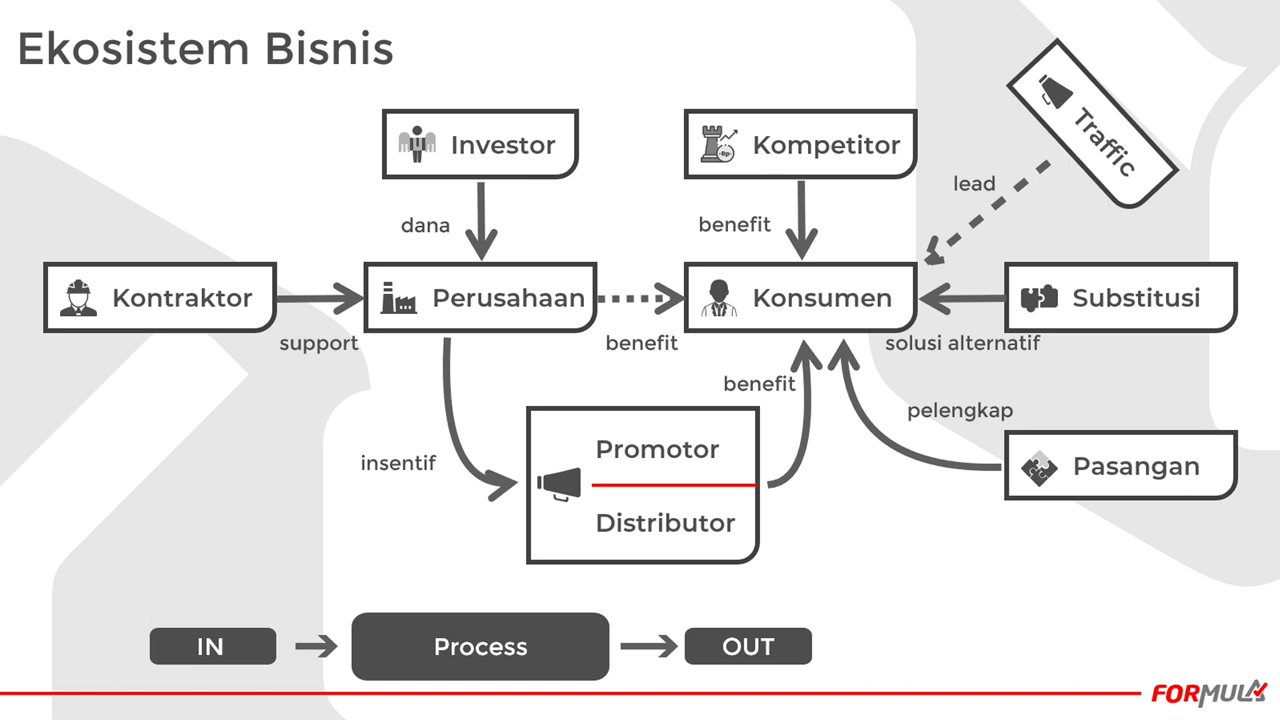 Ekosistem Bisnis
Investor
Kompetitor
Traffic
dana
benefit
lead
Kontraktor
Perusahaan
Konsumen
Substitusi
support
benefit
solusi alternatif
benefit
pelengkap
insentif
Promotor
Distributor
Pasangan
-Rp-
IN
Process
OUT
FORMULA